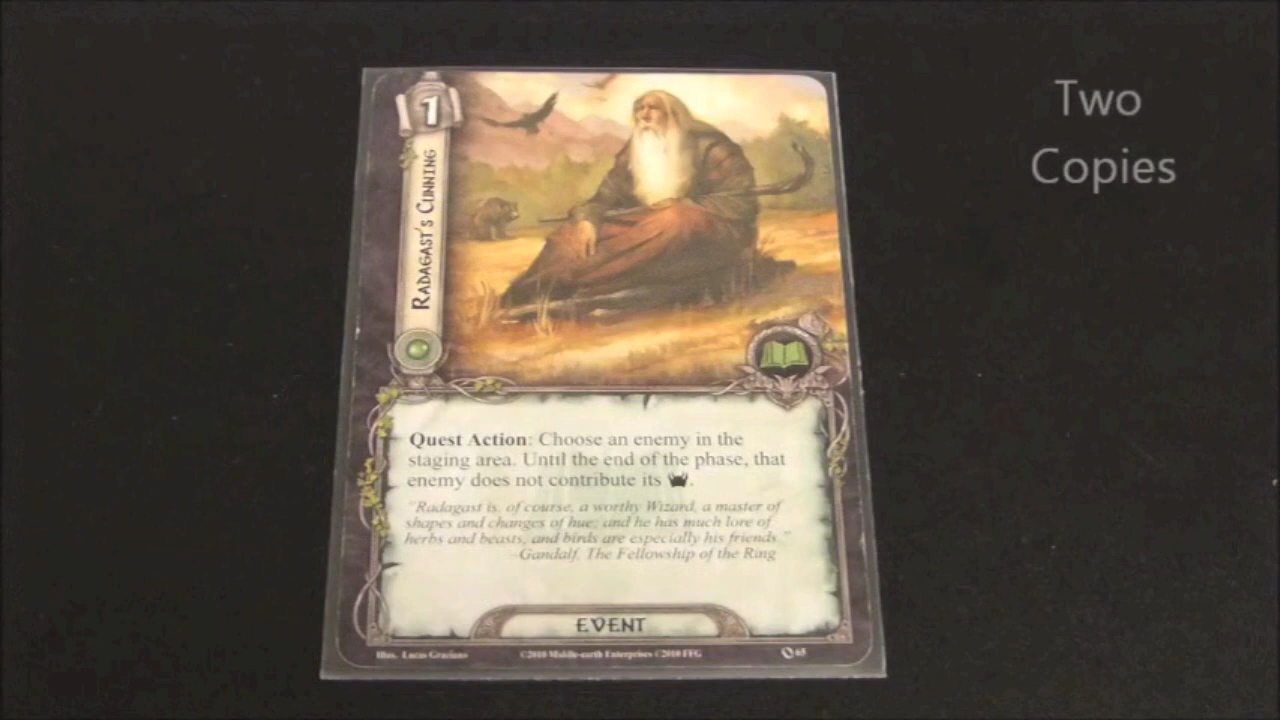 Two
Copies
1
RADAGAST'S CUNNING
Quest Action: Choose an enemy in the
staging area. Until the end of the phase, that
enemy does not contribute its .
"Radagast is, of course, a worthy Wizard, a master of
shapes and changes of hue; and he has much lore of
herbs and beasts, and birds are especially his friends."
–Gandalf, The Fellowship of the Ring
EVENT
Illus. Lucas Graciano
©2010 Middle-earth Enterprises ©2010 FFG
65